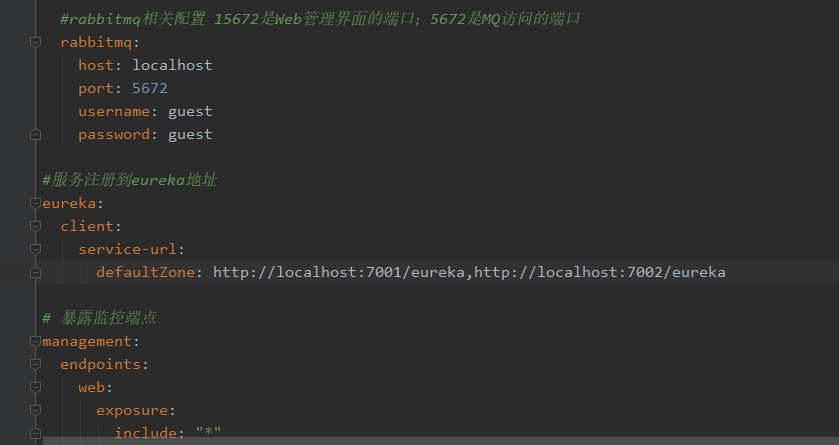 #rabbitmq相关配置 15672是Web管理界面的端口；5672是MQ访问的端口
rabbitmq:
host: localhost
port: 5672
username: guest
password: guest
#服务注册到eureka地址
eureka:
client:
service-url:
defaultZone: http://localhost:7001/eureka,http://localhost:7002/eureka
# 暴露监控端点
management:
endpoints:
web:
exposure:
include: "*"